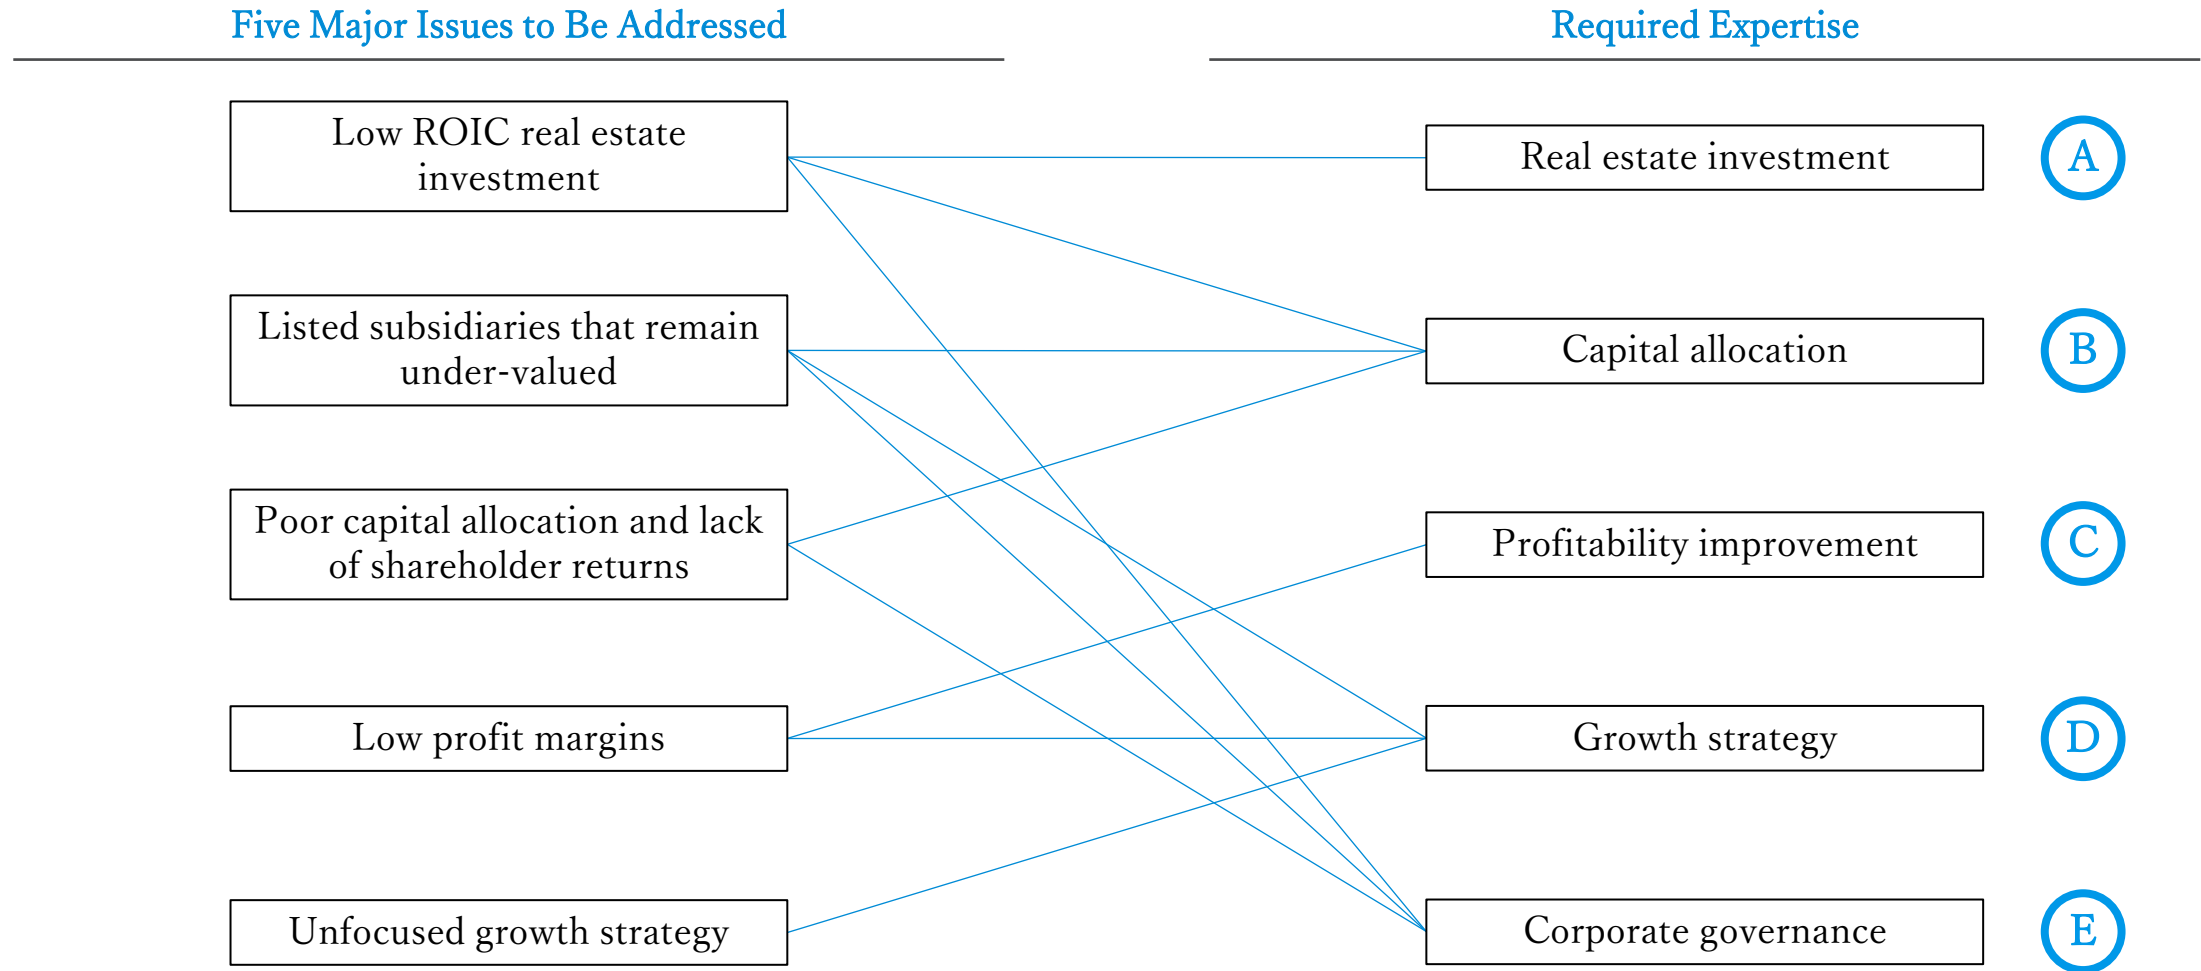 Five Major Issues to Be Addressed
Required Expertise
Low ROIC real estate
investment
Real estate investment
A
Listed subsidiaries that remain
under-valued
Capital allocation
B
Poor capital allocation and lack
of shareholder returns
Profitability improvement
C
Low profit margins
Growth strategy
D
Unfocused growth strategy
Corporate governance
E